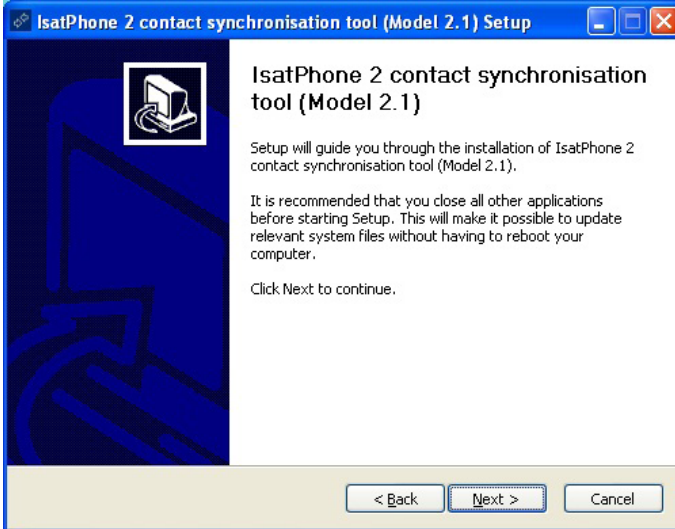 IsatPhone 2 contact synchronisation tool (Model 2.1) Setup
IsatPhone 2 contact synchronisation
tool (Model 2.1)
Setup will guide you through the installation of IsatPhone 2
contact synchronisation tool (Model 2.1).
It is recommended that you close all other applications
before starting Setup. This will make it possible to update
relevant system files without having to reboot your
computer.
Click Next to continue.
< Back
Next >
Cancel